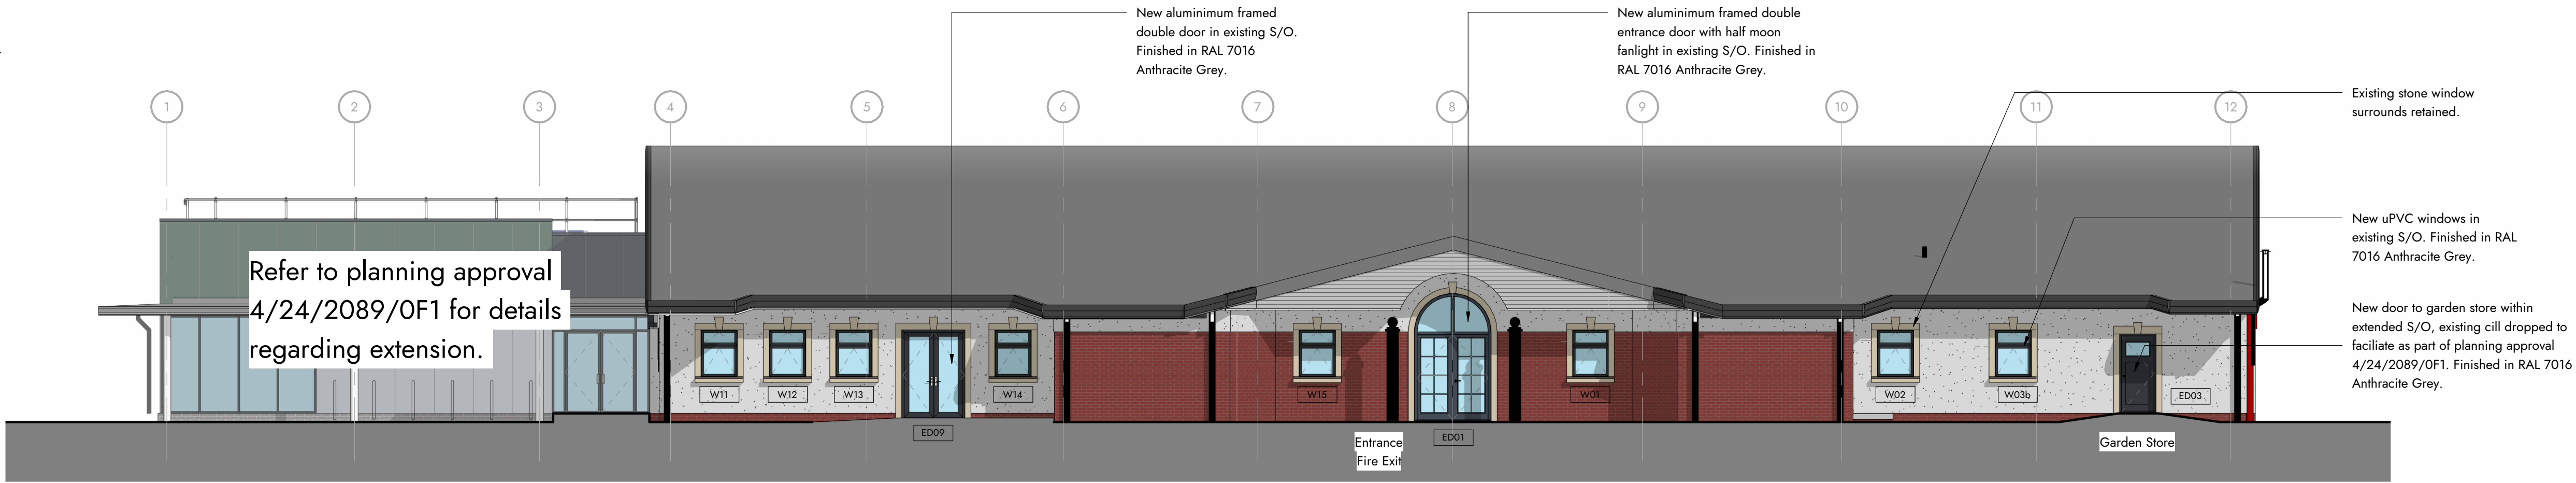 New aluminimum framed
double door in existing S/O.
Finished in RAL 7016
Anthracite Grey.
New aluminimum framed double
entrance door with half moon
fanlight in existing S/O. Finished in
RAL 7016 Anthracite Grey.
1
2
3
4
5
6
7
8
9
10
11
12
Existing stone window
surrounds retained.
New uPVC windows in
existing S/O. Finished in RAL
7016 Anthracite Grey.
Refer to planning approval
4/24/2089/0F1 for details
regarding extension.
New door to garden store within
extended S/O, existing cill dropped to
faciliate as part of planning approval
4/24/2089/0F1. Finished in RAL 7016
Anthracite Grey.
W11
W12
W13
W14
W15
W01
W02
W03b
ED03
ED09
ED01
Entrance
Fire Exit
Garden Store